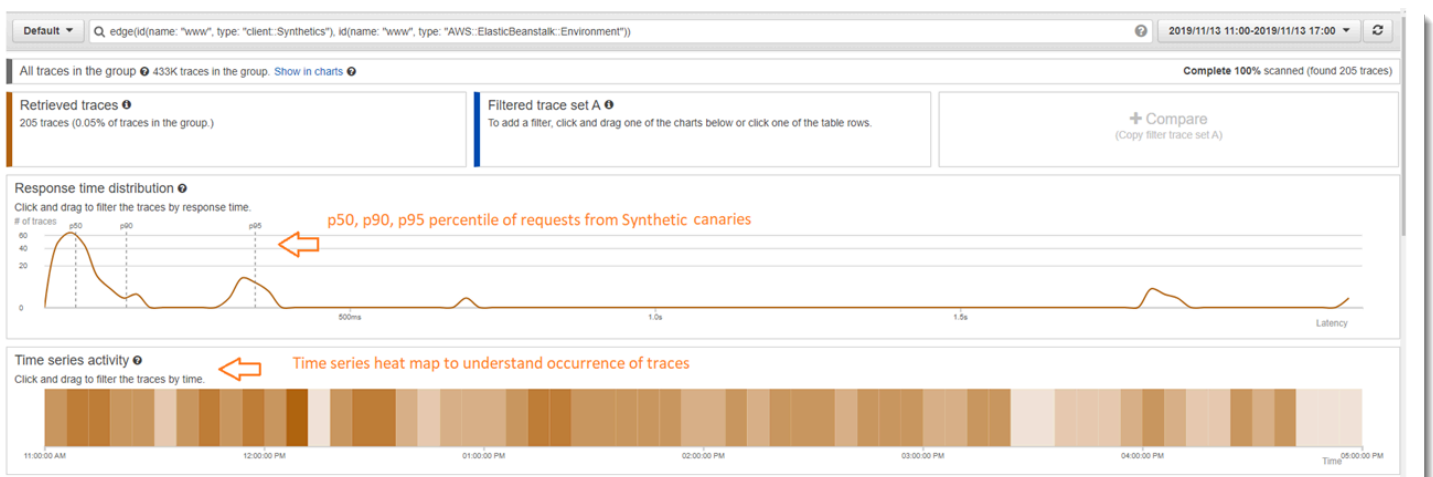 Default
edge(id(name: "www", type: "client::Synthetics"), id(name: "www", type: "AWS::ElasticBeanstalk::Environment"))
2019/11/13 11:00-2019/11/13 17:00
All traces in the group 433K traces in the group. Show in charts
Complete 100% scanned (found 205 traces)
Retrieved traces
205 traces (0.05% of traces in the group.)
Filtered trace set A
To add a filter, click and drag one of the charts below or click one of the table rows.
+ Compare
(Copy filter trace set A)
Response time distribution
Click and drag to filter the traces by response time.
# of traces
p50
p90
p95
p50, p90, p95 percentile of requests from Synthetic canaries
60
40
20
0
500ms
1.0s
1.5s
Latency
Time series activity
Time series heat map to understand occurrence of traces
Click and drag to filter the traces by time.
11:00:00 AM
12:00:00 PM
01:00:00 PM
02:00:00 PM
03:00:00 PM
04:00:00 PM
05:00:00 PM
Time